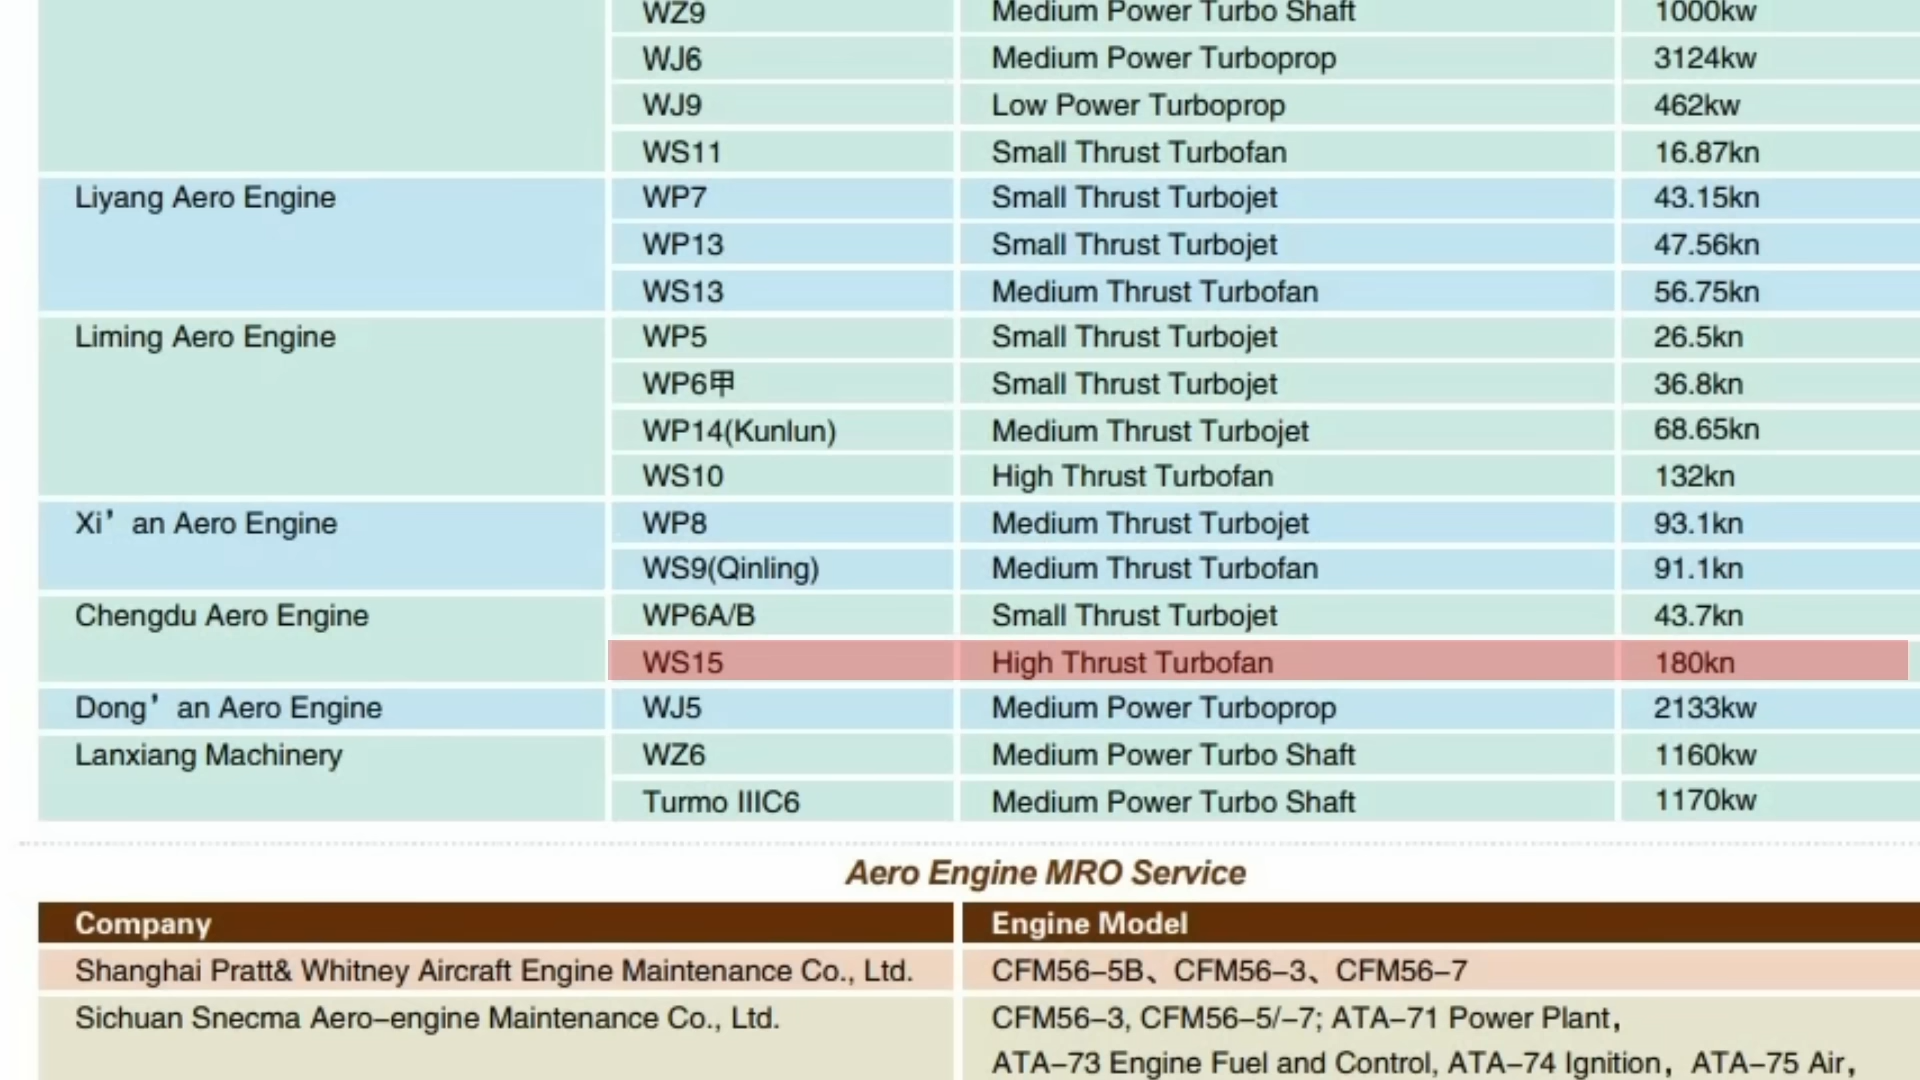 WZ9 Medium Power Turbo Shaft 1000kw
WJ6 Medium Power Turboprop 3124kw
WJ9 Low Power Turboprop 462kw
WS11 Small Thrust Turbofan 16.87kn
Liyang Aero Engine WP7 Small Thrust Turbojet 43.15kn
WP13 Small Thrust Turbojet 47.56kn
WS13 Medium Thrust Turbofan 56.75kn
Liming Aero Engine WP5 Small Thrust Turbojet 26.5kn
WP6甲 Small Thrust Turbojet 36.8kn
WP14(Kunlun) Medium Thrust Turbojet 68.65kn
WS10 High Thrust Turbofan 132kn
Xi’an Aero Engine WP8 Medium Thrust Turbojet 93.1kn
WS9(Qinling) Medium Thrust Turbofan 91.1kn
Chengdu Aero Engine WP6A/B Small Thrust Turbojet 43.7kn
WS15 High Thrust Turbofan 180kn
Dong’an Aero Engine WJ5 Medium Power Turboprop 2133kw
Lanxiang Machinery WZ6 Medium Power Turbo Shaft 1160kw
Turmo IIIC6 Medium Power Turbo Shaft 1170kw
Aero Engine MRO Service
Company Engine Model
Shanghai Pratt& Whitney Aircraft Engine Maintenance Co., Ltd. CFM56–5B、CFM56–3、CFM56–7
Sichuan Snecma Aero–engine Maintenance Co., Ltd. CFM56–3, CFM56–5/–7; ATA–71 Power Plant,
ATA–73 Engine Fuel and Control, ATA–74 Ignition, ATA–75 Air,